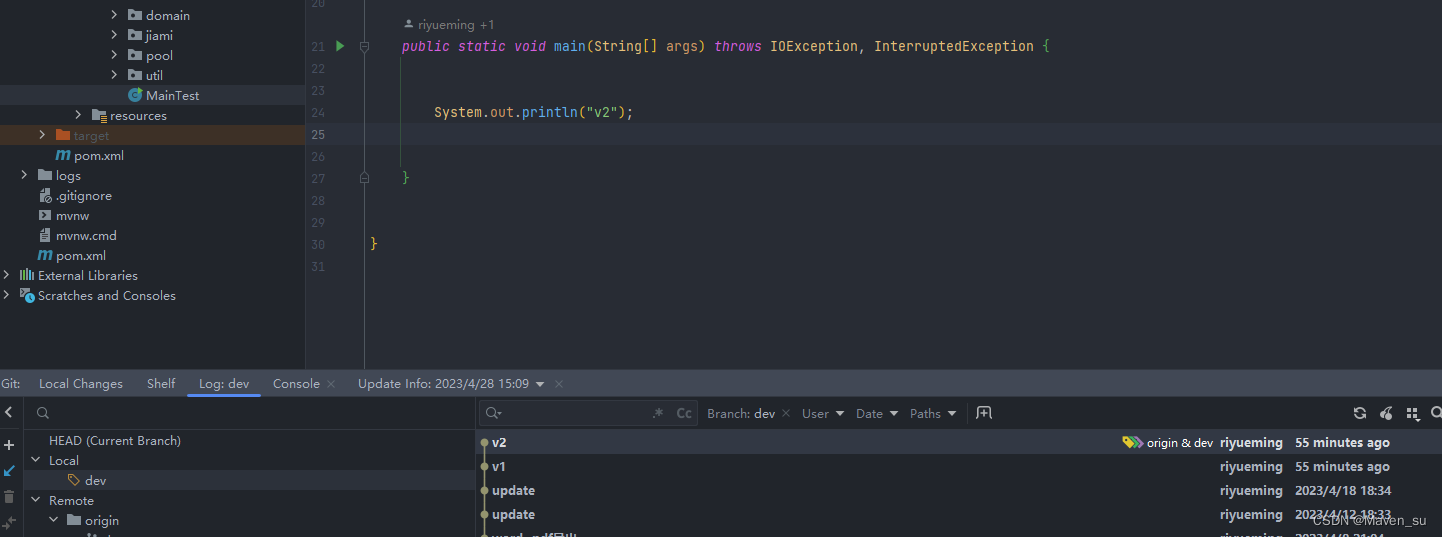 domain
jiami
pool
util
MainTest
resources
target
pom.xml
logs
.gitignore
mvnw
mvnw.cmd
pom.xml
External Libraries
Scratches and Consoles
20
riyueming +1
21 public static void main(String[] args) throws IOException, InterruptedException {
22
23
24 System.out.println("v2");
25
26
27 }
28
29
30 }
31
Git: Local Changes Shelf Log: dev Console Update Info: 2023/4/28 15:09
.* Cc Branch: dev User Date Paths
HEAD (Current Branch)
Local
dev
Remote
origin
v2 origin & dev riyueming 55 minutes ago
v1 riyueming 55 minutes ago
update riyueming 2023/4/18 18:34
update riyueming 2023/4/12 18:33
CSDN @Maven_su